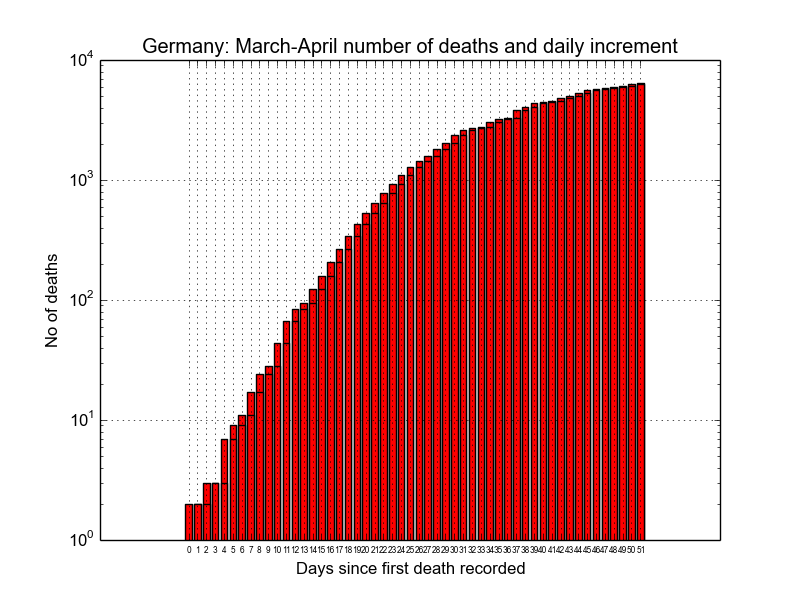 Germany: March-April number of deaths and daily increment
10^4
10^3
10^2
10^1
10^0
No of deaths
0 1 2 3 4 5 6 7 8 9 10 11 12 13 14 15 16 17 18 19 20 21 22 23 24 25 26 27 28 29 30 31 32 33 34 35 36 37 38 39 40 41 42 43 44 45 46 47 48 49 50 51
Days since first death recorded